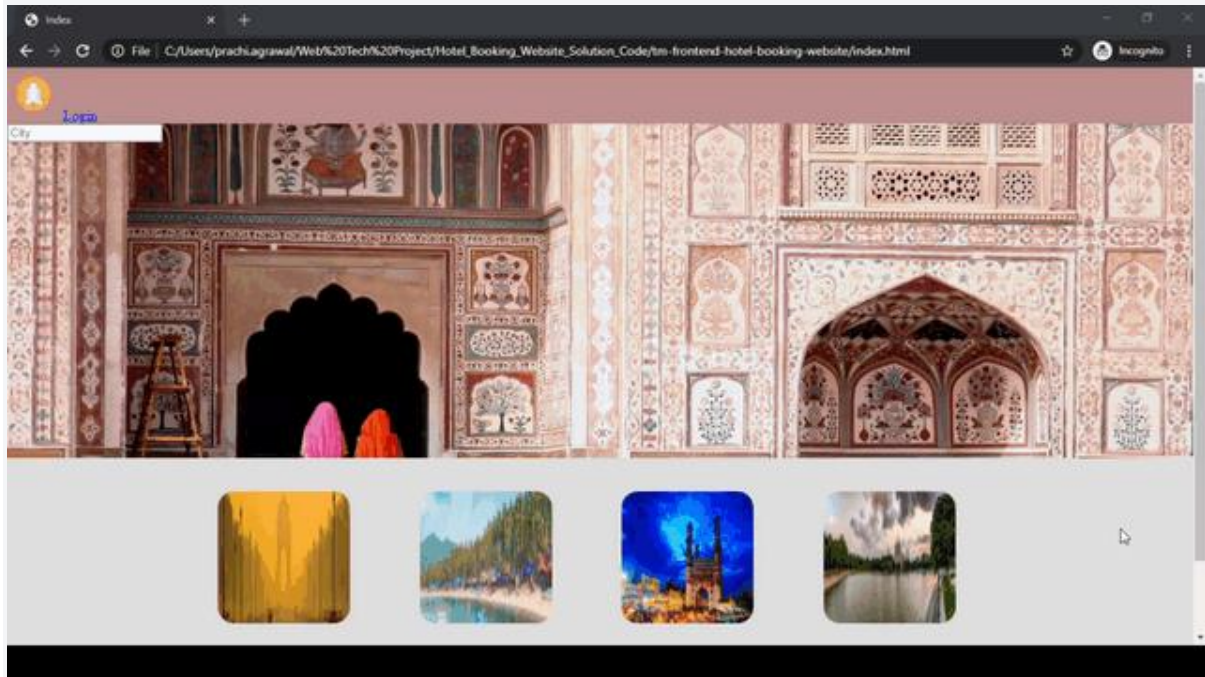 Index
File C:/Users/prachi.agrawal/Web%20Tech%20Project/Hotel_Booking_Website_Solution_Code/tm-frontend-hotel-booking-website/index.html
Incognito
Login
City